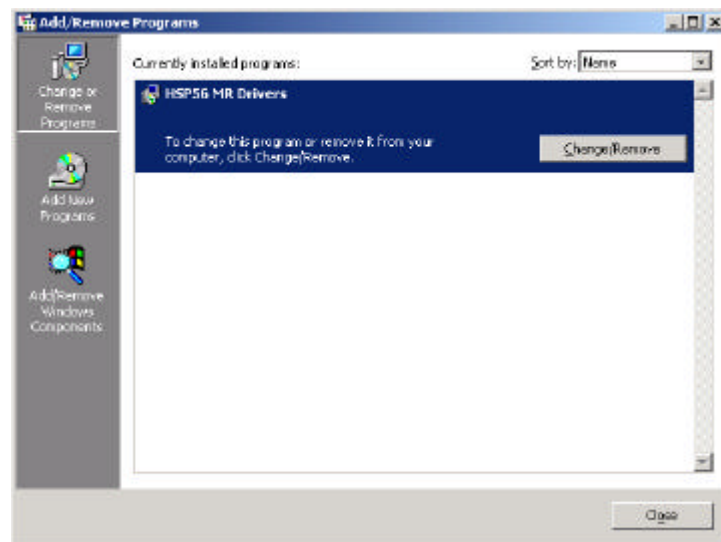 Add/Remove Programs
Change or
Remove
Programs
Currently installed programs:
Sort by: Name
HSP56 MR Drivers
To change this program or remove it from your
computer, click Change/Remove.
Change/Remove
Add New
Programs
Add/Remove
Windows
Components
Close